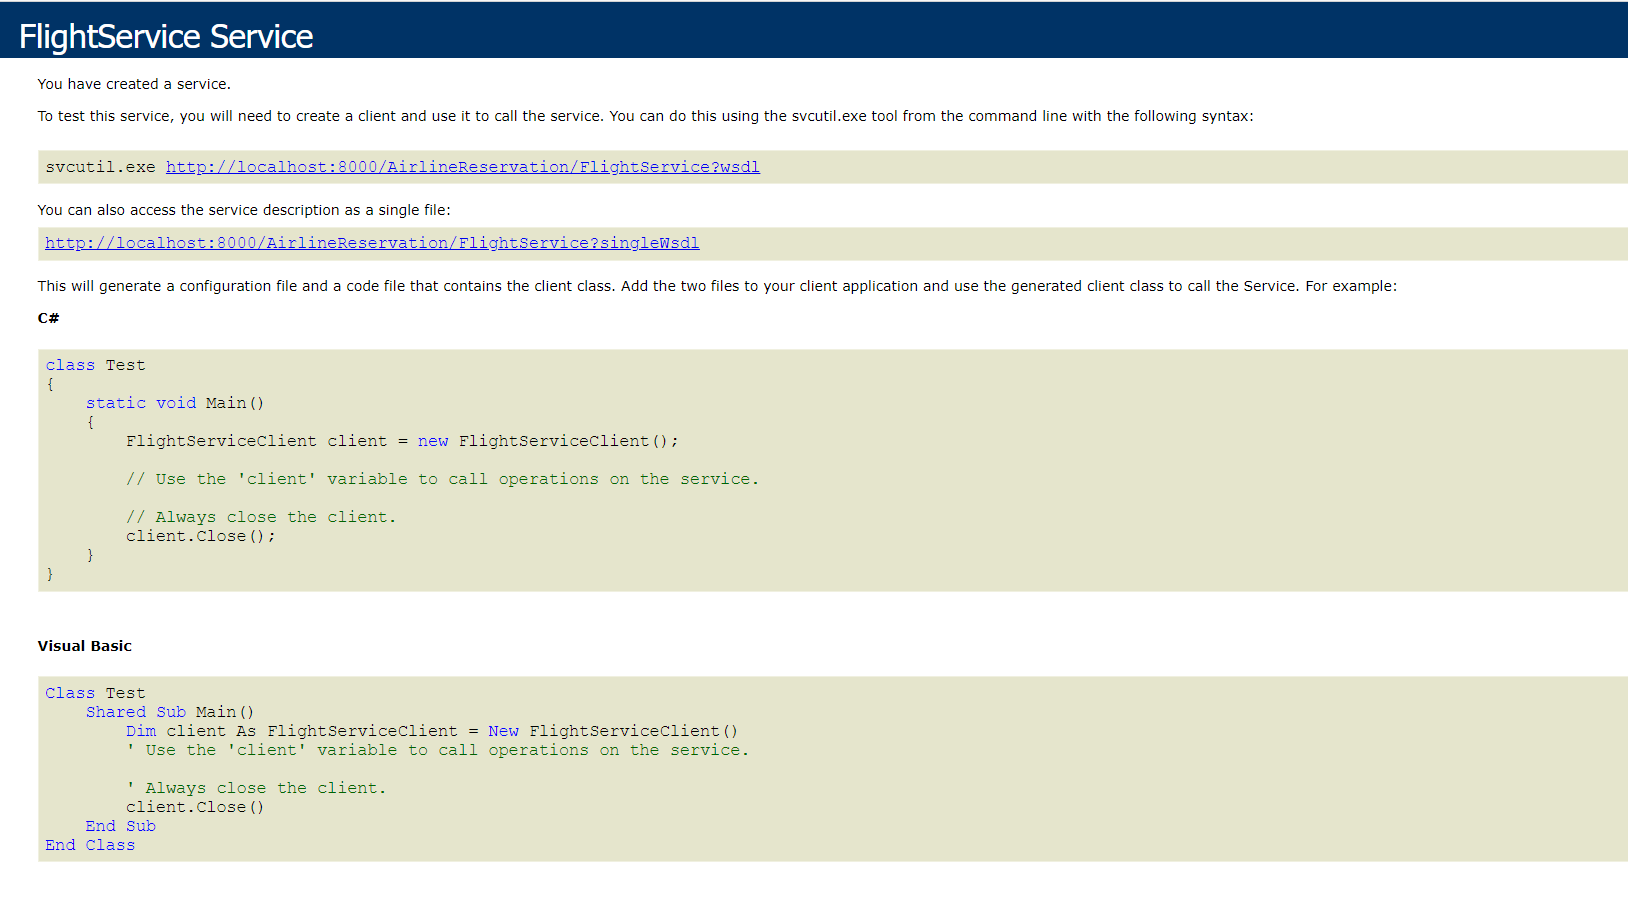 FlightService Service
You have created a service.
To test this service, you will need to create a client and use it to call the service. You can do this using the svcutil.exe tool from the command line with the following syntax:
svcutil.exe http://localhost:8000/AirlineReservation/FlightService?wsdl
You can also access the service description as a single file:
http://localhost:8000/AirlineReservation/FlightService?singleWsdl
This will generate a configuration file and a code file that contains the client class. Add the two files to your client application and use the generated client class to call the Service. For example:
C#
class Test
{
    static void Main()
    {
        FlightServiceClient client = new FlightServiceClient();
        // Use the 'client' variable to call operations on the service.
        // Always close the client.
        client.Close();
    }
}
Visual Basic
Class Test
    Shared Sub Main()
        Dim client As FlightServiceClient = New FlightServiceClient()
        ' Use the 'client' variable to call operations on the service.
        ' Always close the client.
        client.Close()
    End Sub
End Class